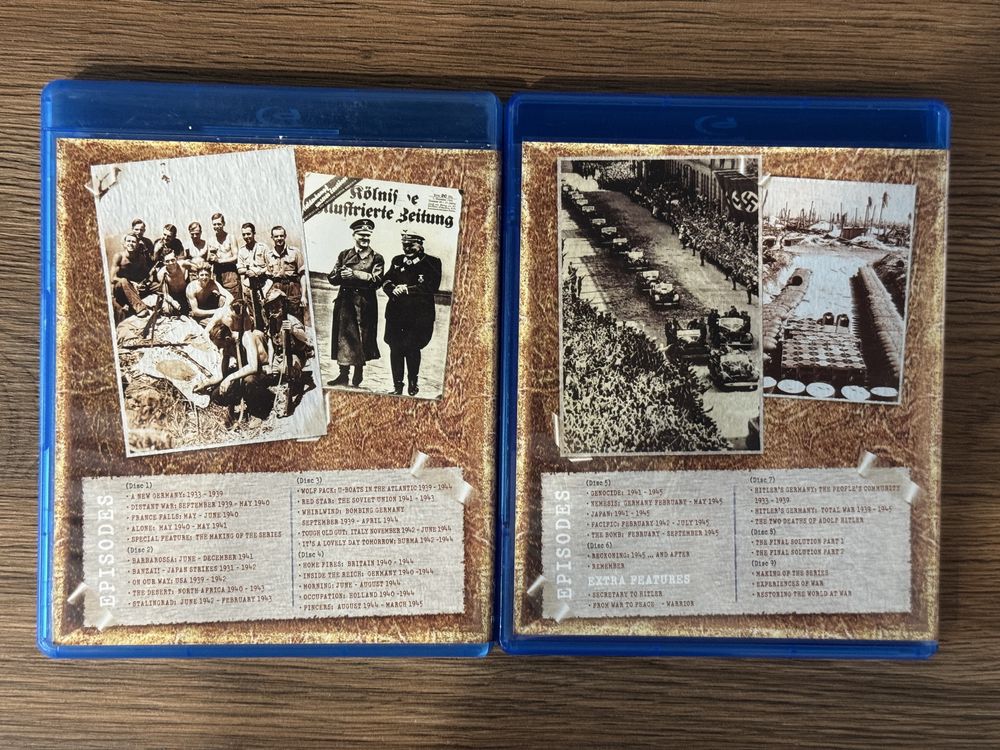 Kölnis e
Illustrierte Zeitung
EPISODES
(Disc 1)
• A NEW GERMANY: 1933 - 1939
• DISTANT WAR: SEPTEMBER 1939 - MAY 1940
• FRANCE FALLS: MAY - JUNE 1940
• ALONE: MAY 1940 - MAY 1941
• SPECIAL FEATURE: THE MAKING OF THE SERIES
(Disc 2)
• BARBAROSSA: JUNE - DECEMBER 1941
• BANZAI! - JAPAN STRIKES 1931 - 1942
• ON OUR WAY: USA 1939 - 1942
• THE DESERT: NORTH AFRICA 1940 - 1943
• STALINGRAD: JUNE 1942 - FEBRUARY 1943
(Disc 3)
• WOLF PACK: U-BOATS IN THE ATLANTIC 1939 - 1944
• RED STAR: THE SOVIET UNION 1941 - 1943
• WHIRLWIND: BOMBING GERMANY
SEPTEMBER 1939 - APRIL 1944
• TOUGH OLD GUT: ITALY NOVEMBER 1942 - JUNE 1944
• IT'S A LOVELY DAY TOMORROW: BURMA 1942 - 1944
(Disc 4)
• HOME FIRES: BRITAIN 1940 - 1944
• INSIDE THE REICH: GERMANY 1940 - 1944
• MORNING: JUNE - AUGUST 1944
• OCCUPATION: HOLLAND 1940 - 1944
• PINCERS: AUGUST 1944 - MARCH 1945
EPISODES
(Disc 5)
• GENOCIDE: 1941 - 1945
• NEMESIS: GERMANY FEBRUARY - MAY 1945
• JAPAN: 1941 - 1945
• PACIFIC: FEBRUARY 1942 - JULY 1945
• THE BOMB: FEBRUARY - SEPTEMBER 1945
(Disc 6)
• RECKONING: 1945 ... AND AFTER
• REMEMBER
EXTRA FEATURES
• SECRETARY TO HITLER
• FROM WAR TO PEACE • WARRIOR
(Disc 7)
• HITLER'S GERMANY: THE PEOPLE'S COMMUNITY
1933 - 1939
• HITLER'S GERMANY: TOTAL WAR 1939 - 1945
• THE TWO DEATHS OF ADOLF HITLER
(Disc 8)
• THE FINAL SOLUTION PART 1
• THE FINAL SOLUTION PART 2
(Disc 9)
• MAKING OF THE SERIES
• EXPERIENCES OF WAR
• RESTORING THE WORLD AT WAR